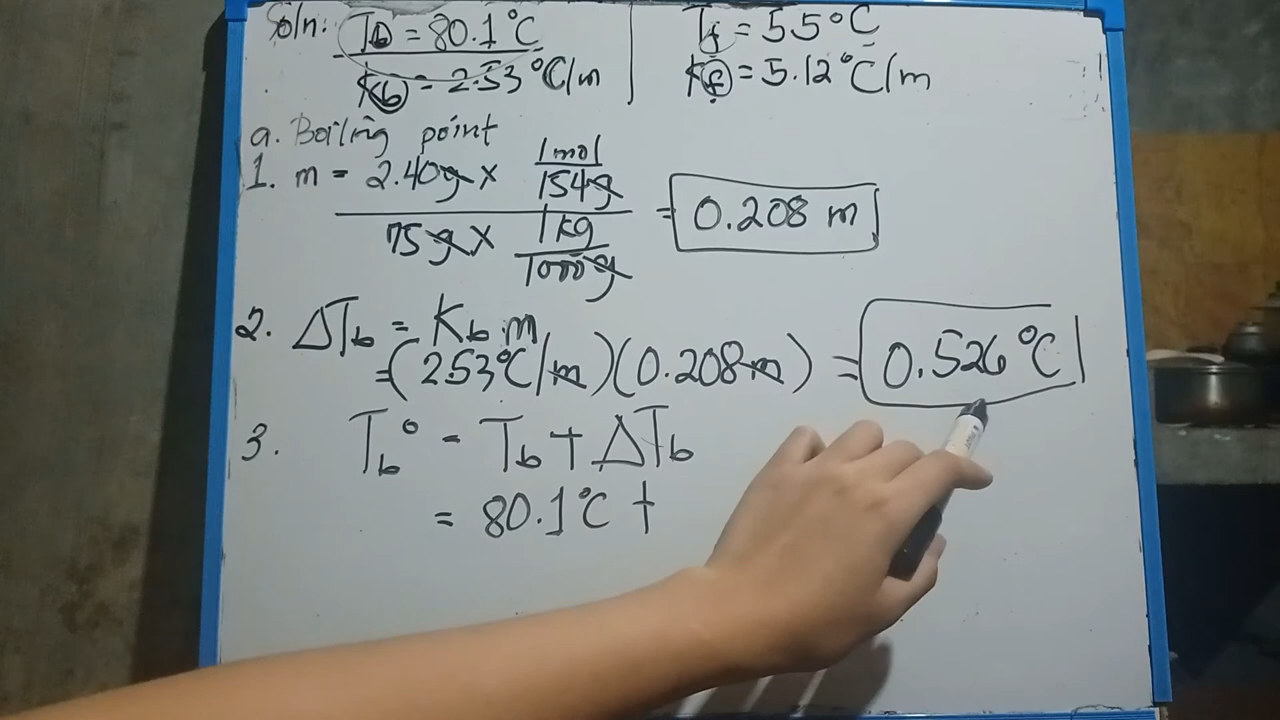 Soln: Tb = 80.1°C
Kb = 2.53 °C/m
Tf = 5.5°C
Kf = 5.12°C/m
a. Boiling point
1. m = 2.40g x 1mol / 154g
75g x 1kg / 1000g
= 0.208 m
2. ΔTb = Kb m
= (2.53°C/m)(0.208m) = 0.526°C
3. Tb° = Tb + ΔTb
= 80.1°C +